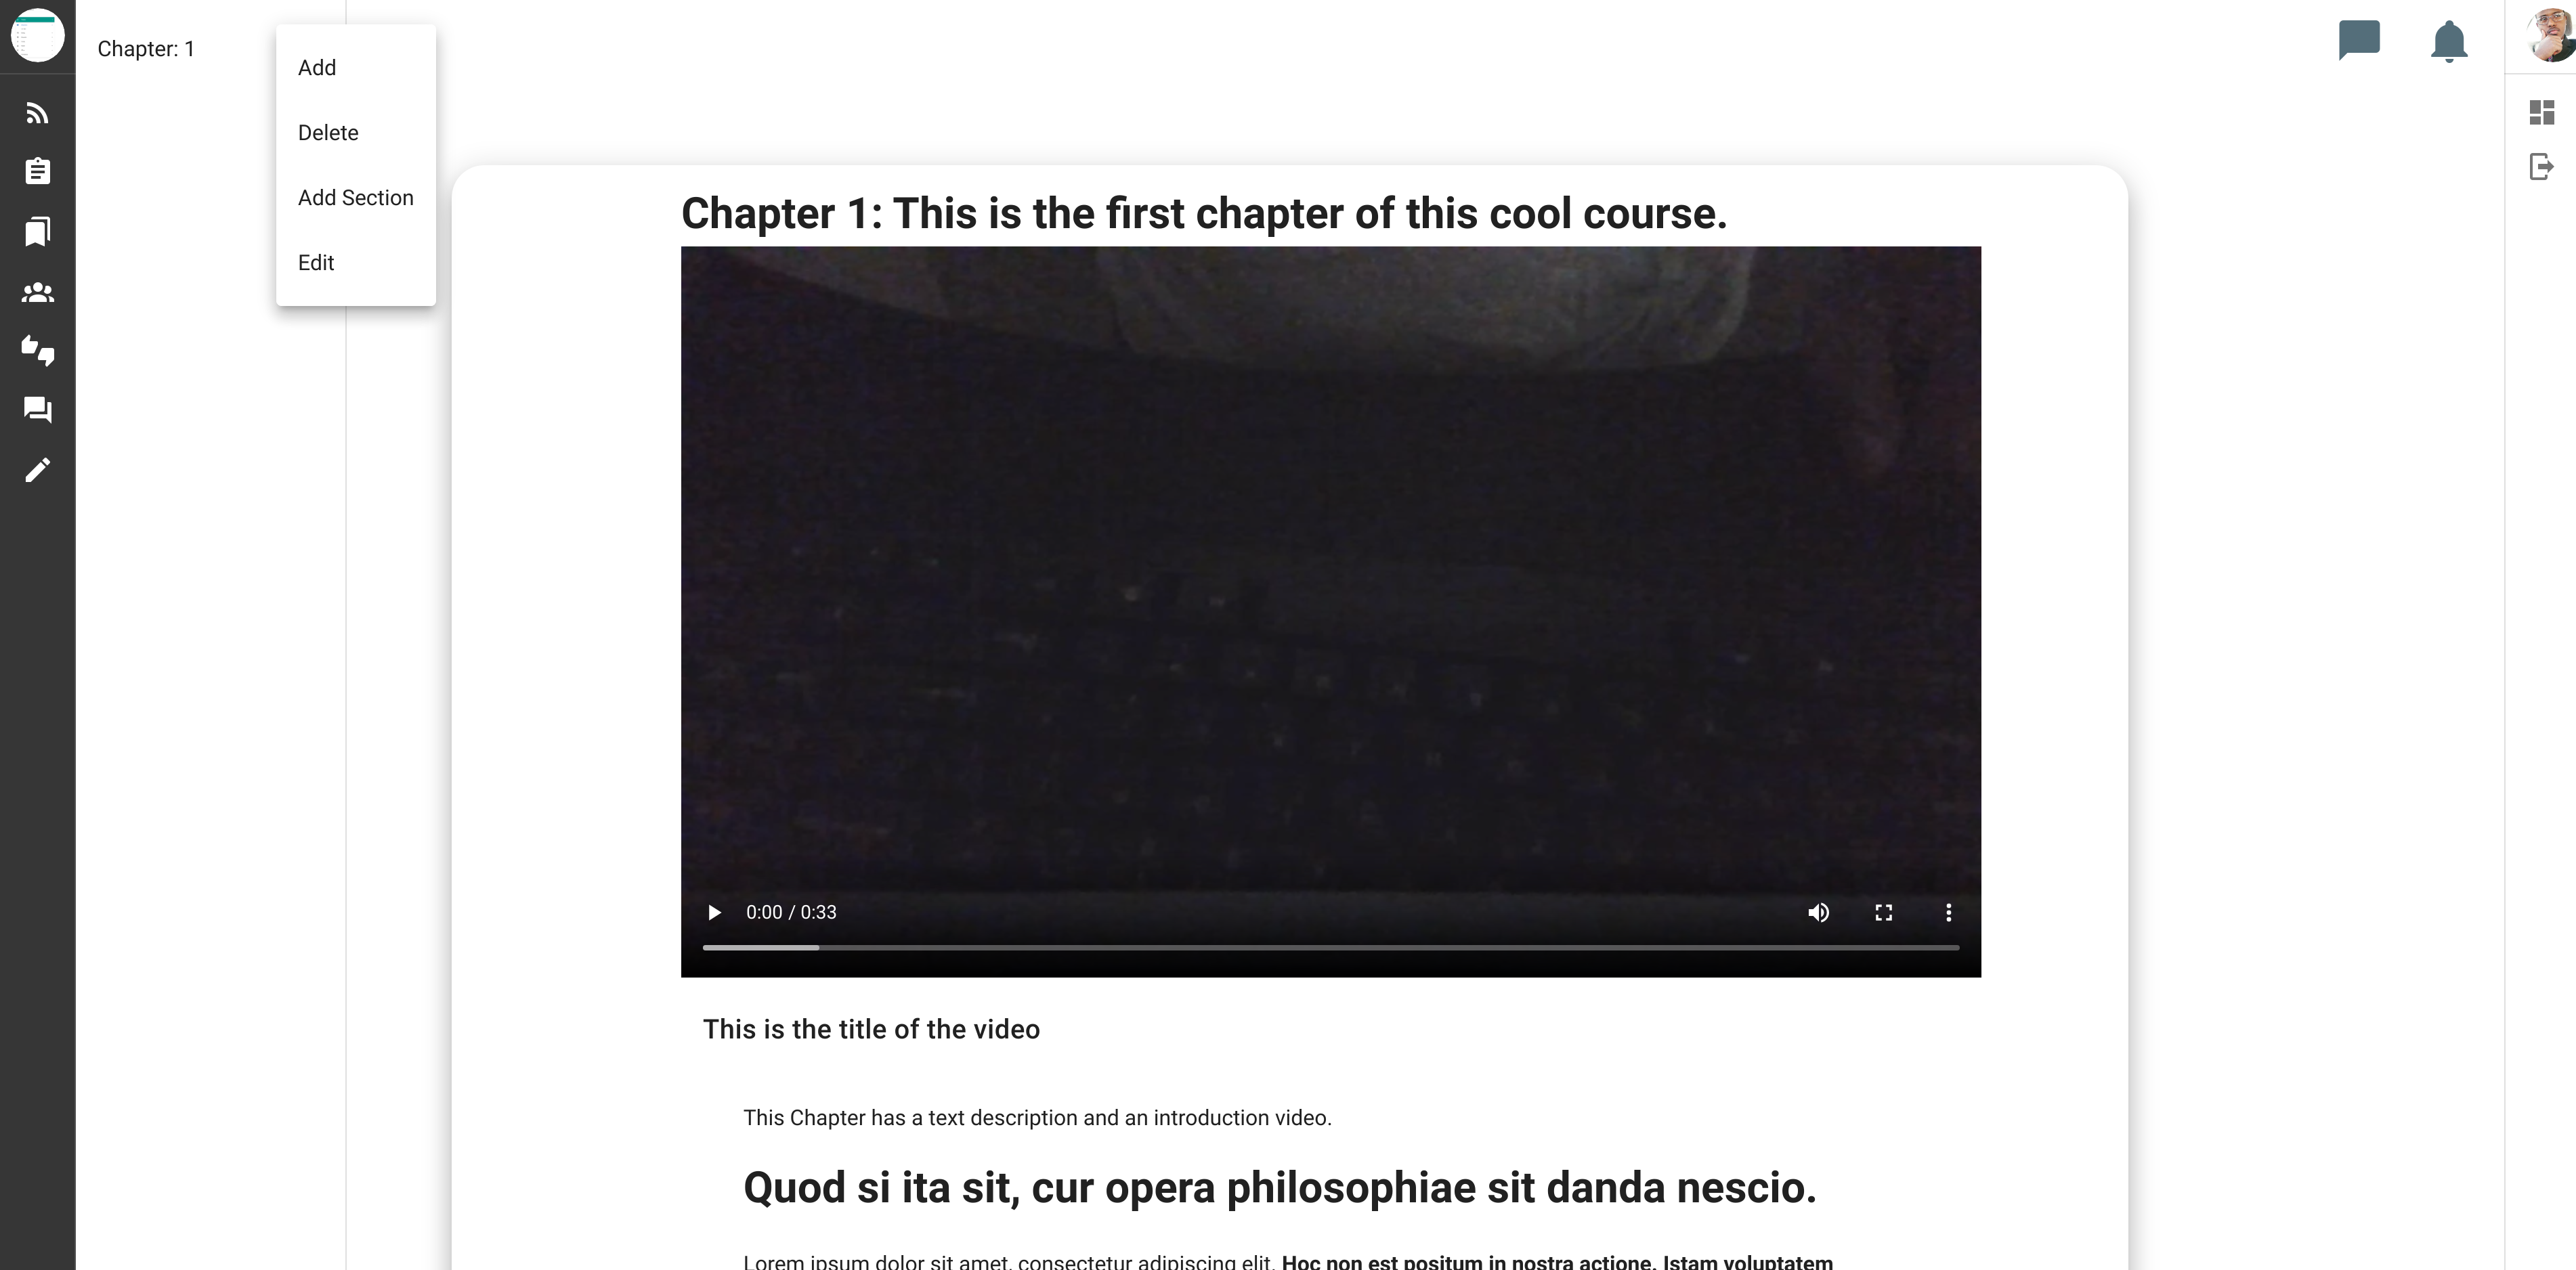 Chapter: 1
Add
Delete
Add Section
Edit
Chapter 1: This is the first chapter of this cool course.
0:00 / 0:33
This is the title of the video
This Chapter has a text description and an introduction video.
Quod si ita sit, cur opera philosophiae sit danda nescio.
Lorem ipsum dolor sit amet, consectetur adipiscing elit. Hoc non est positum in nostra actione. Istam voluptatem